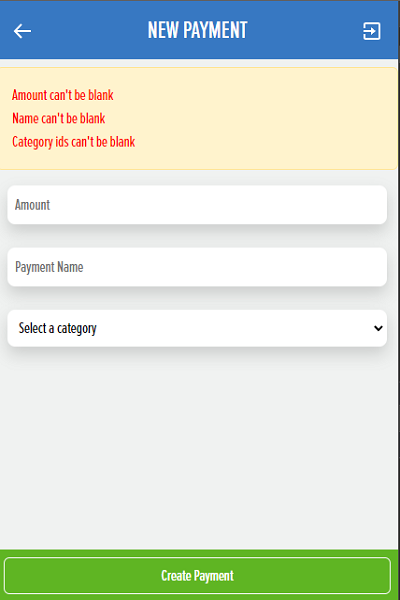 NEW PAYMENT
Amount can't be blank
Name can't be blank
Category ids can't be blank
Amount
Payment Name
Select a category
Create Payment